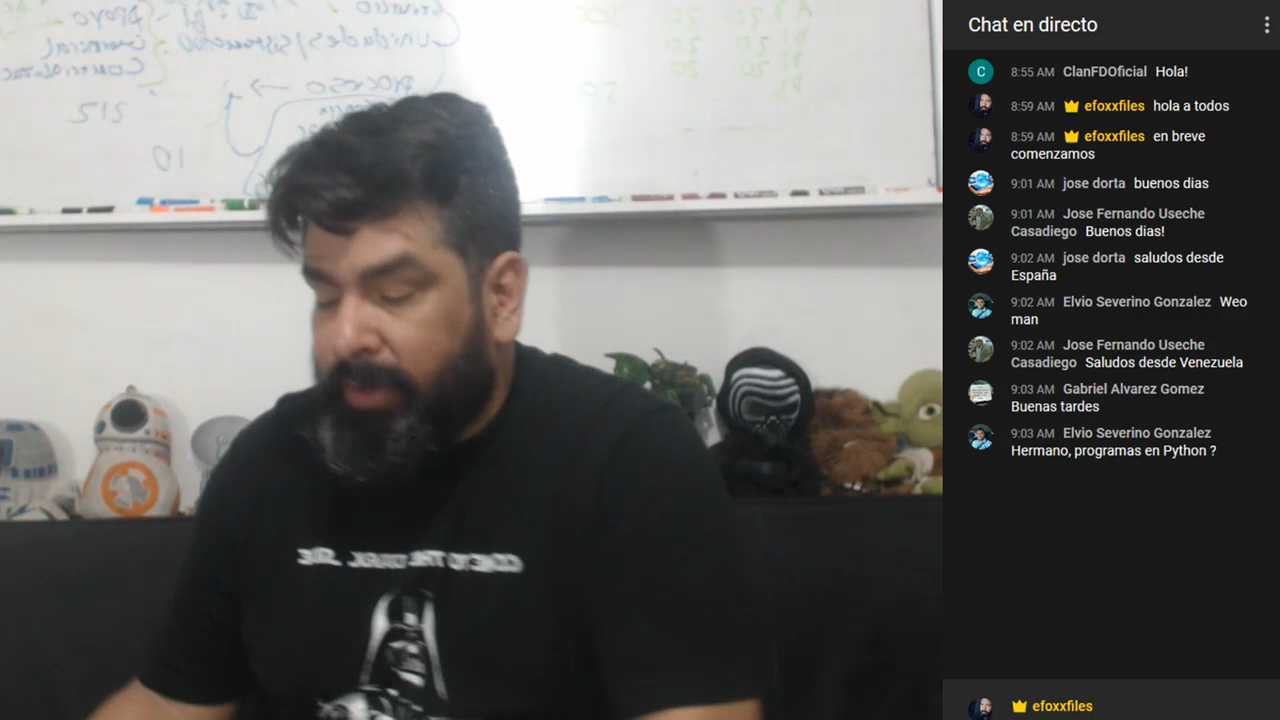 Chat en directo
8:55 AM ClanFDOficial Hola!
8:59 AM efoxxfiles hola a todos
8:59 AM efoxxfiles en breve
comenzamos
9:01 AM jose dorta buenos dias
9:01 AM Jose Fernando Useche
Casadiego Buenos dias!
9:02 AM jose dorta saludos desde
España
9:02 AM Elvio Severino Gonzalez Weo
man
9:02 AM Jose Fernando Useche
Casadiego Saludos desde Venezuela
9:03 AM Gabriel Alvarez Gomez
Buenas tardes
9:03 AM Elvio Severino Gonzalez
Hermano, programas en Python ?
efoxxfiles
C
proceso
212
10